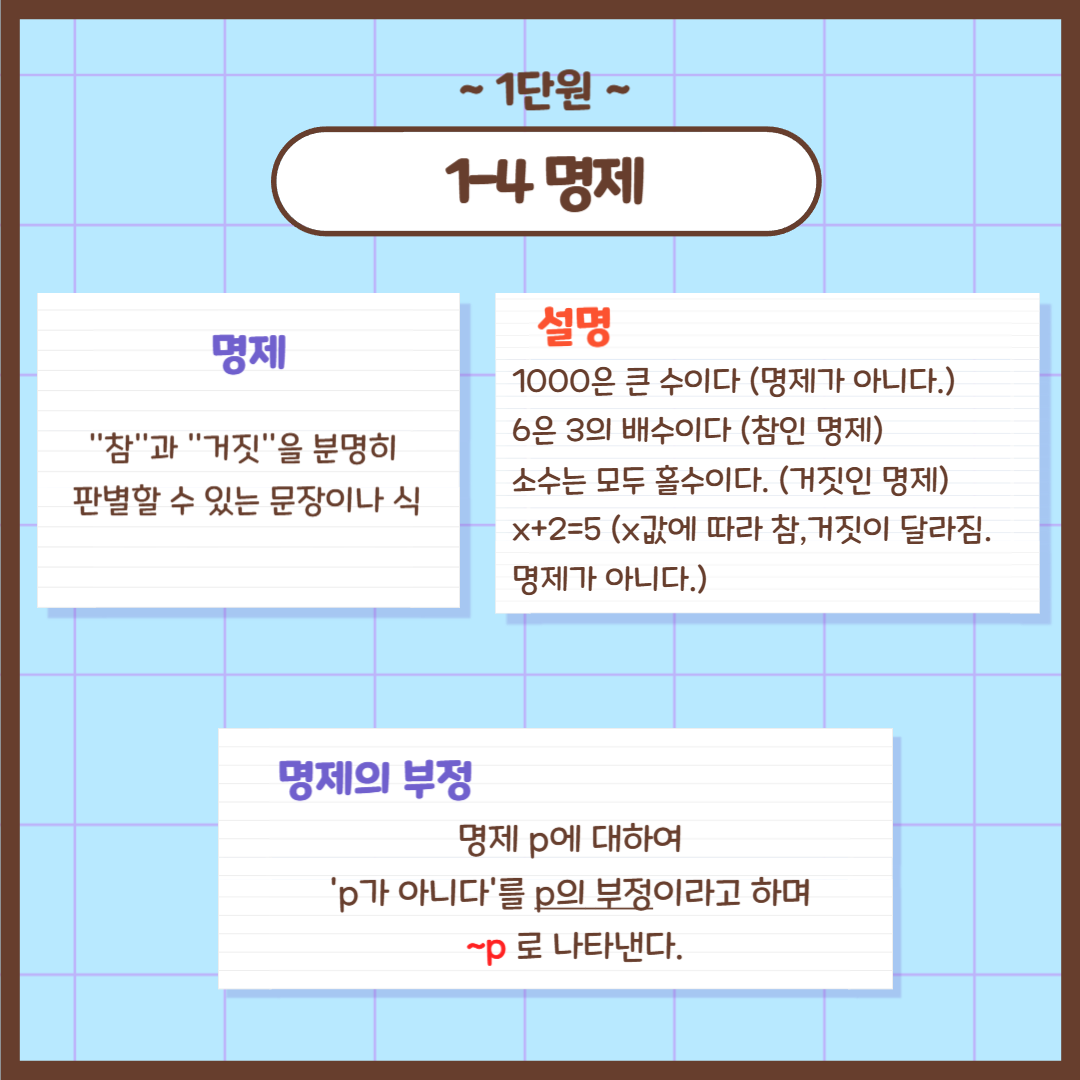 ~ 1단원 ~
1-4 명제
명제
"참"과 "거짓"을 분명히
판별할 수 있는 문장이나 식
설명
1000은 큰 수이다 (명제가 아니다.)
6은 3의 배수이다 (참인 명제)
소수는 모두 홀수이다. (거짓인 명제)
x+2=5 (x값에 따라 참,거짓이 달라짐.
명제가 아니다.)
명제의 부정
명제 p에 대하여
'p가 아니다'를 p의 부정이라고 하며
~p 로 나타낸다.